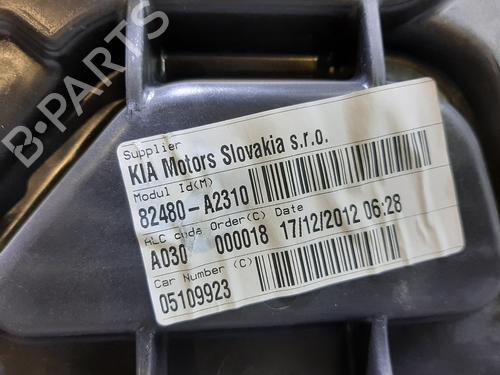 B-PARTS
Supplier
KIA Motors Slovakia s.r.o.
Modul Id(M)
82480-A2310
ALC code Order(C) Date
A030 000018 17/12/2012 06:28
Car Number (C)
05109923